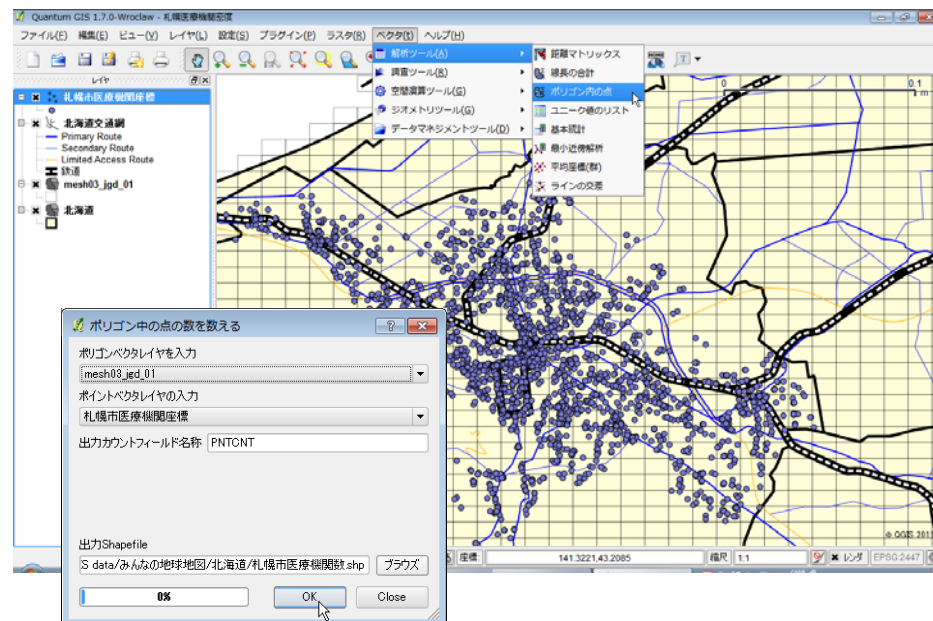 Quantum GIS 1.7.0-Wroclaw - 札幌医療機関密度
ファイル(F) 編集(E) ビュー(V) レイヤ(L) 設定(S) プラグイン(P) ラスタ(R) ベクタ(t) ヘルプ(H)
レイヤ
札幌市医療機関座標
北海道交通網
Primary Route
Secondary Route
Limited Access Route
鉄道
mesh03_jgd_01
北海道
解析ツール(A)
調査ツール(R)
空間演算ツール(G)
ジオメトリツール(G)
データマネジメントツール(D)
距離マトリックス
線長の合計
ポリゴン内の点
ユニーク値のリスト
基本統計
最小近傍解析
平均座標(群)
ラインの交差
0 0.1
© QGIS 2011
ポリゴン中の点の数を数える
ポリゴンベクタレイヤを入力
mesh03_jgd_01
ポイントベクタレイヤの入力
札幌市医療機関座標
出力カウントフィールド名称 PNTCNT
出力Shapefile
S data/みんなの地球地図/北海道/札幌市医療機関数.shp ブラウズ
0% OK Close
座標: 141.3221,43.2085 縮尺 1:1 レンダ EPSG:2447